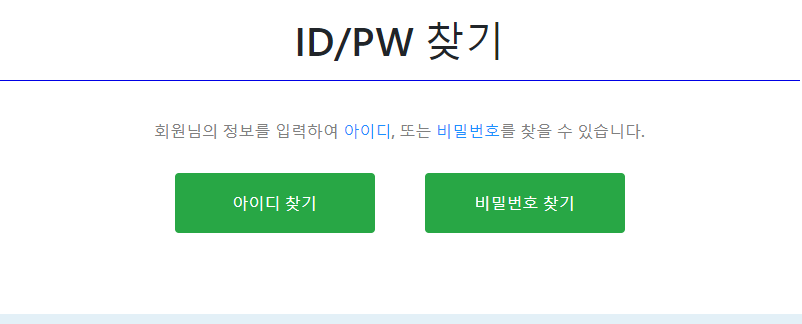 ID/PW 찾기
회원님의 정보를 입력하여 아이디, 또는 비밀번호를 찾을 수 있습니다.
아이디 찾기
비밀번호 찾기